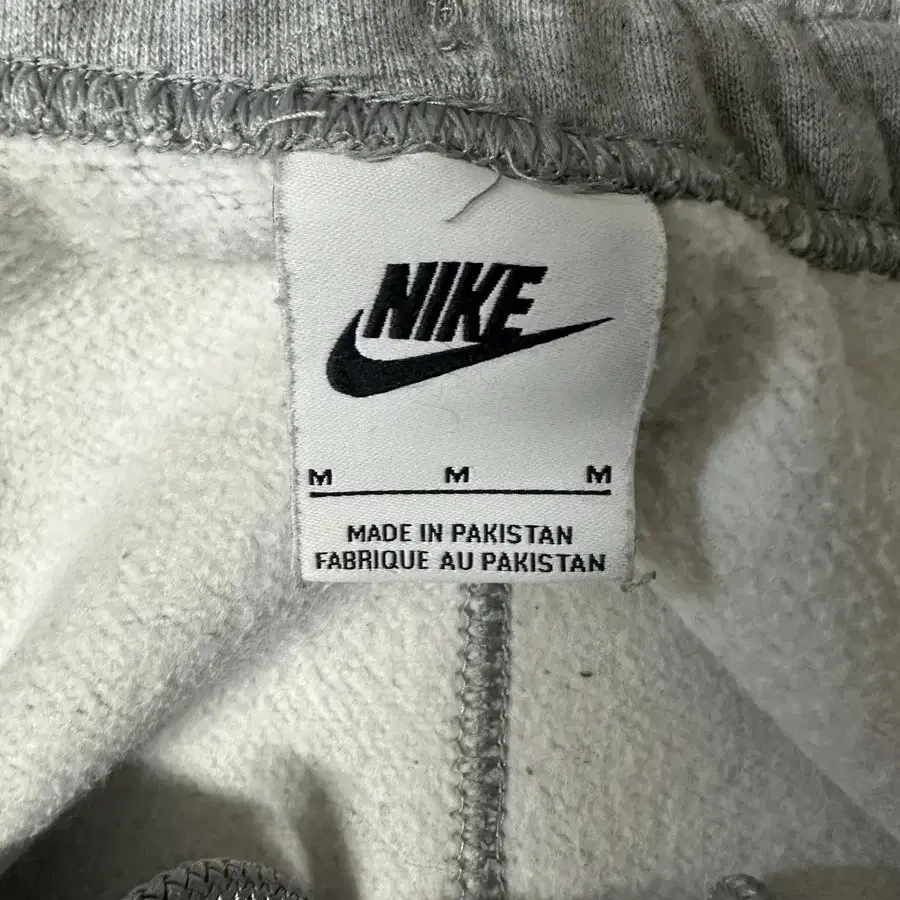 NIKE
M M M
MADE IN PAKISTAN
FABRIQUE AU PAKISTAN